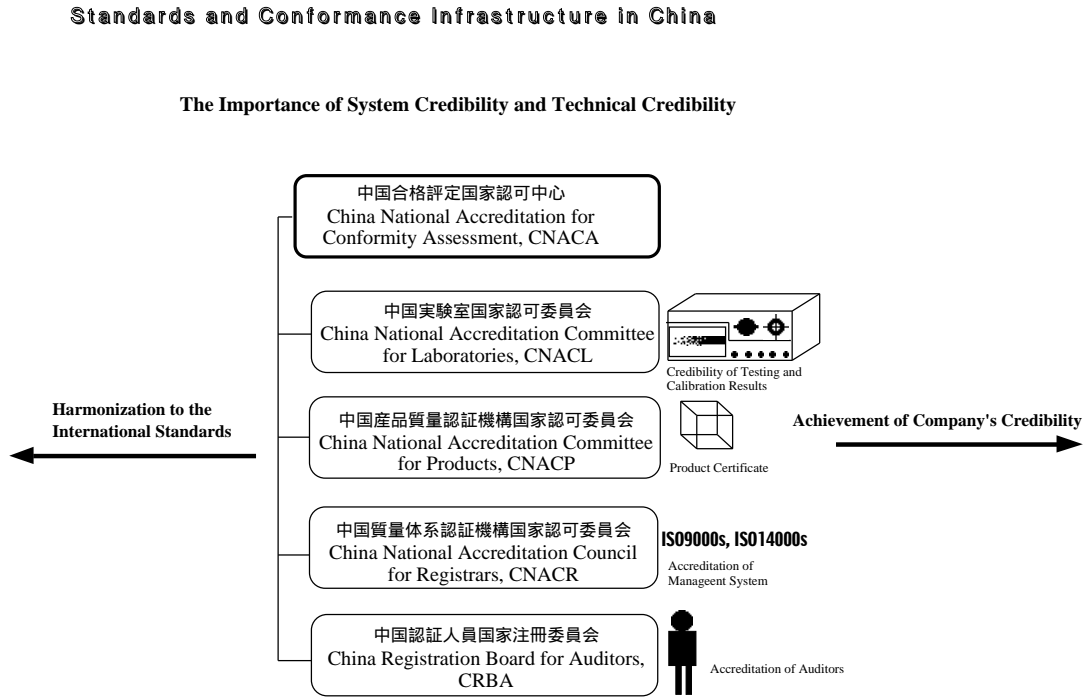 Standards and Conformance Infrastructure in China
The Importance of System Credibility and Technical Credibility
中国合格評定国家認可中心
China National Accreditation for
Conformity Assessment, CNACA
中国実験室国家認可委員会
China National Accreditation Committee
for Laboratories, CNACL
Credibility of Testing and
Calibration Results
Harmonization to the
International Standards
中国産品質量認証機構国家認可委員会
China National Accreditation Committee
for Products, CNACP
Product Certificate
Achievement of Company's Credibility
中国質量体系認証機構国家認可委員会
China National Accreditation Council
for Registrars, CNACR
ISO9000s, ISO14000s
Accreditation of
Manageent System
中国認証人員国家注冊委員会
China Registration Board for Auditors,
CRBA
Accreditation of Auditors